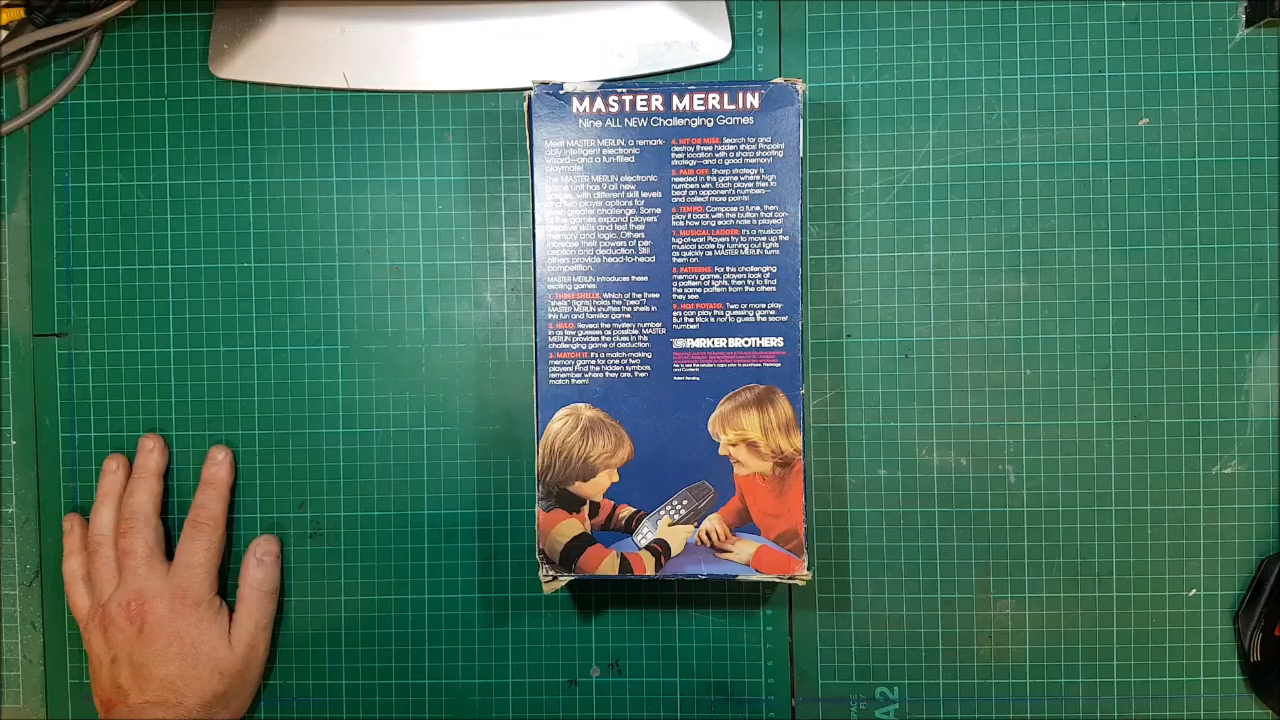 MASTER MERLIN
Nine ALL NEW Challenging Games
Meet MASTER MERLIN, a remark-
ably intelligent electronic
wizard—and a fun-filled
playmate!
The MASTER MERLIN electronic
game unit has 9 all new
games, with different skill levels
and two player options for
even greater challenge. Some
of the games expand players'
creative skills and test their
memory and logic. Others
increase their powers of per-
ception and deduction. Still
others provide head-to-head
competition.
MASTER MERLIN introduces these
exciting games:
1. THREE SHELLS. Which of the three
"shells" (lights) holds the "pea"?
MASTER MERLIN shuffles the shells in
this fun and familiar game.
2. HI/LO. Reveal the mystery number
in as few guesses as possible. MASTER
MERLIN provides the clues in this
challenging game of deduction.
3. MATCH IT. It's a match-making
memory game for one or two
players! Find the hidden symbols,
remember where they are, then
match them!
4. HIT OR MISS. Search for and
destroy three hidden ships! Pinpoint
their location with a sharp shooting
strategy—and a good memory!
5. PAIR OFF. Sharp strategy is
needed in this game where high
numbers win. Each player tries to
beat an opponent's numbers—
and collect more points!
6. TEMPO. Compose a tune, then
play it back with the button that con-
trols how long each note is played!
7. MUSICAL LADDER. It's a musical
tug-of-war! Players try to move up the
musical scale by turning out lights
as quickly as MASTER MERLIN turns
them on.
8. PATTERNS. For this challenging
memory game, players look at
a pattern of lights, then try to find
the same pattern from the others
they see.
9. HOT POTATO. Two or more play-
ers can play this guessing game.
But the trick is not to guess the secret
number!
PARKER BROTHERS
Ask to see the retailer's copy prior to purchase. Package
and Contents
Patent Pending
A2